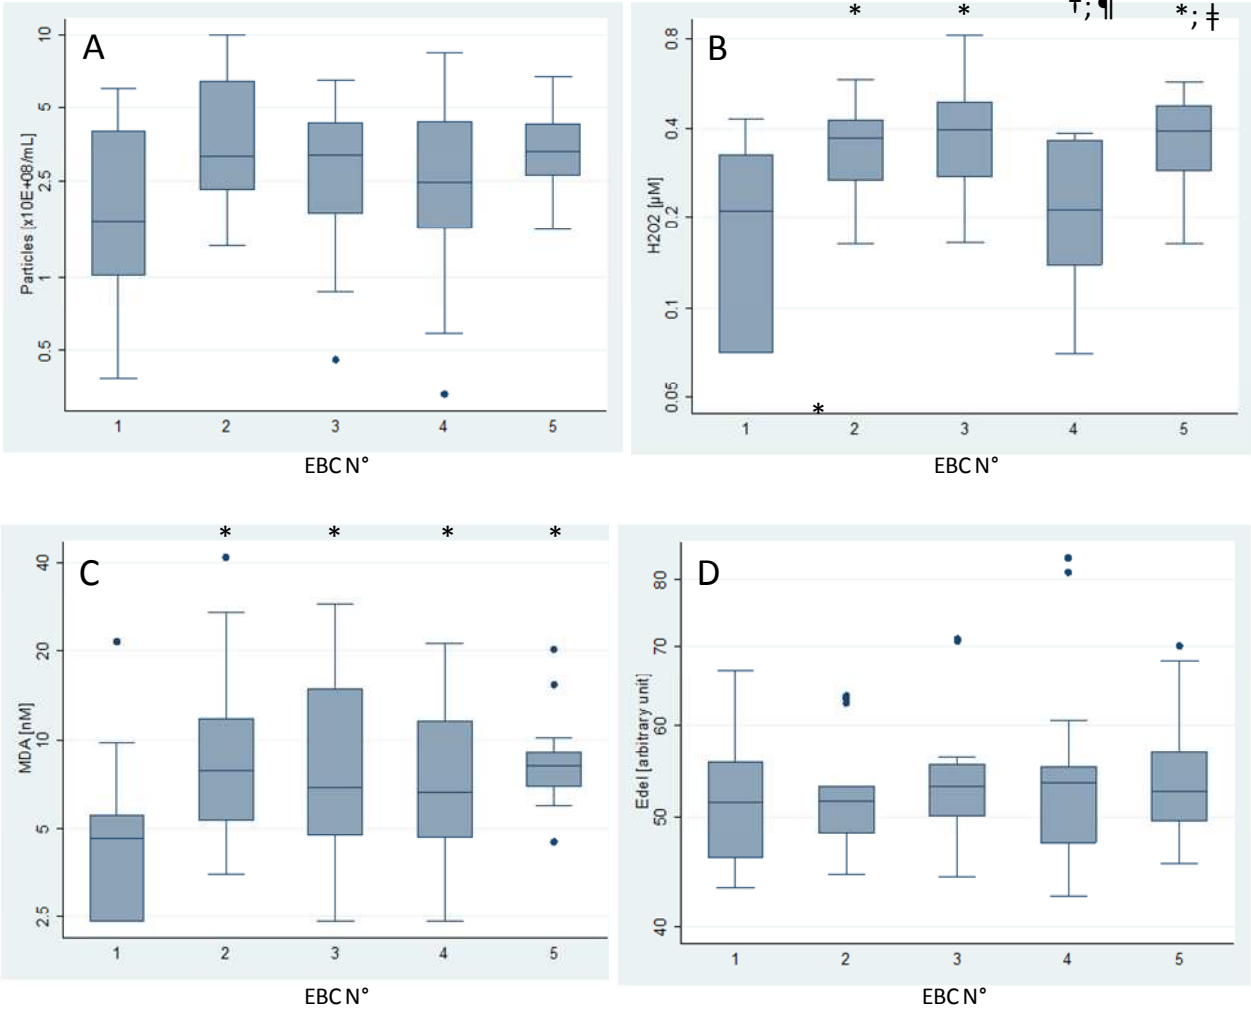 * * †;¶ *;‡
A
B
10
5
2.5
1
0.5
Particles [x10E+08/mL]
1 2 3 4 5
EBC N°
0.8
0.4
0.2
0.1
0.05
H2O2 [µM]
*
1 2 3 4 5
EBC N°
* * * *
C
40
20
10
5
2.5
MDA [nM]
1 2 3 4 5
EBC N°
D
80
70
60
50
40
Edel [arbitrary unit]
1 2 3 4 5
EBC N°